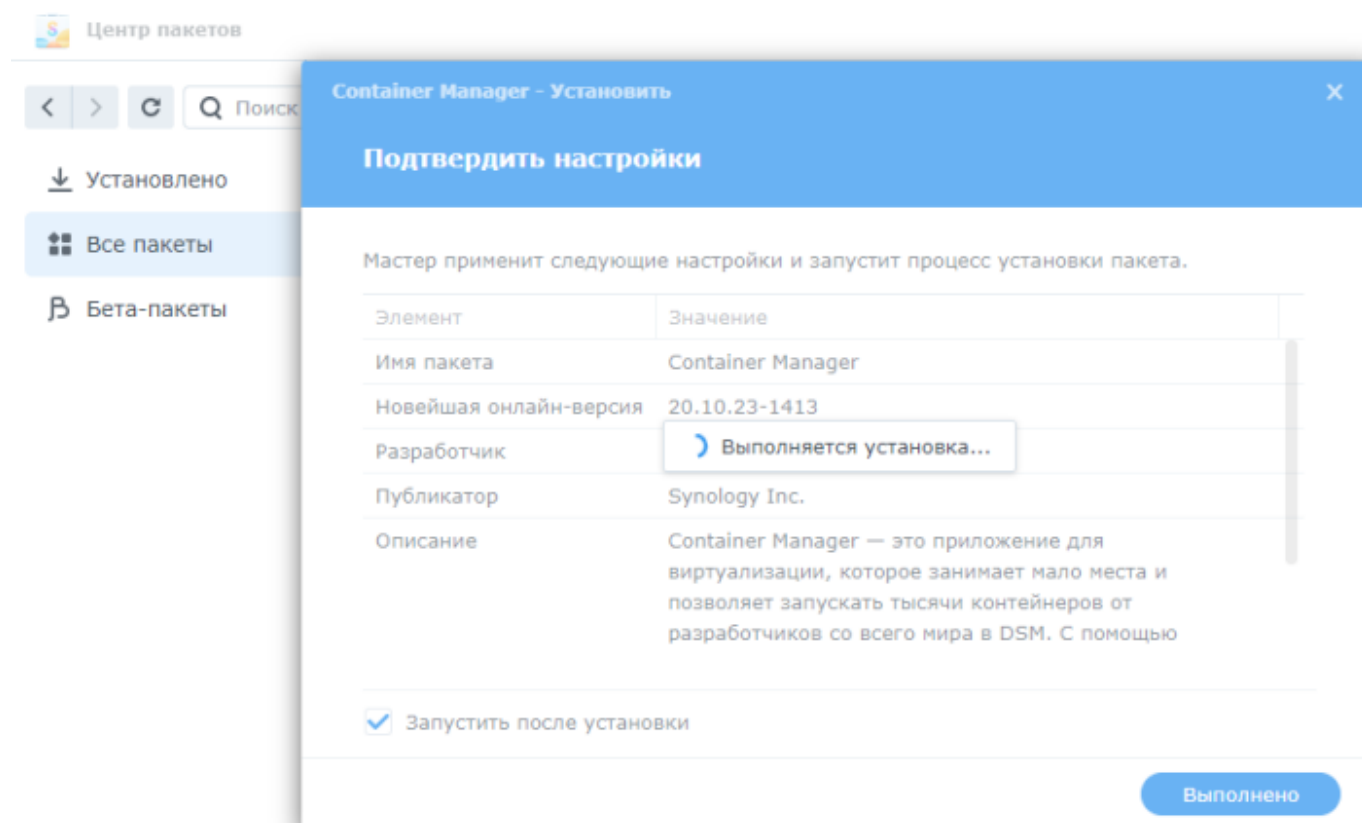 Центр пакетов
Поиск
Установлено
Все пакеты
Бета-пакеты
Container Manager - Установить
Подтвердить настройки
Мастер применит следующие настройки и запустит процесс установки пакета.
Элемент Значение
Имя пакета Container Manager
Новейшая онлайн-версия 20.10.23-1413
Разработчик
Выполняется установка...
Публикатор Synology Inc.
Описание Container Manager — это приложение для
виртуализации, которое занимает мало места и
позволяет запускать тысячи контейнеров от
разработчиков со всего мира в DSM. С помощью
Запустить после установки
Выполнено